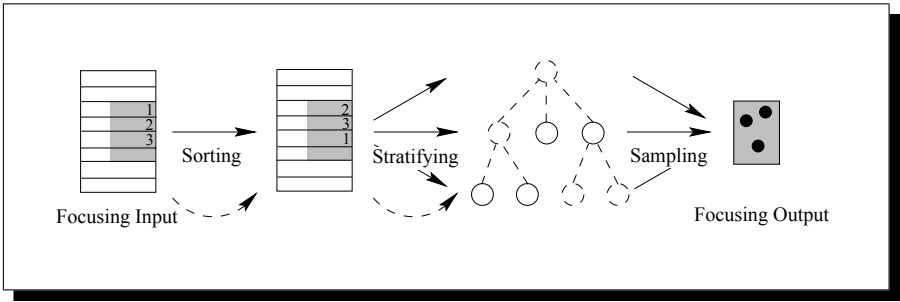 1
2
3
2
3
1
Sorting
Stratifying
Sampling
Focusing Input
Focusing Output